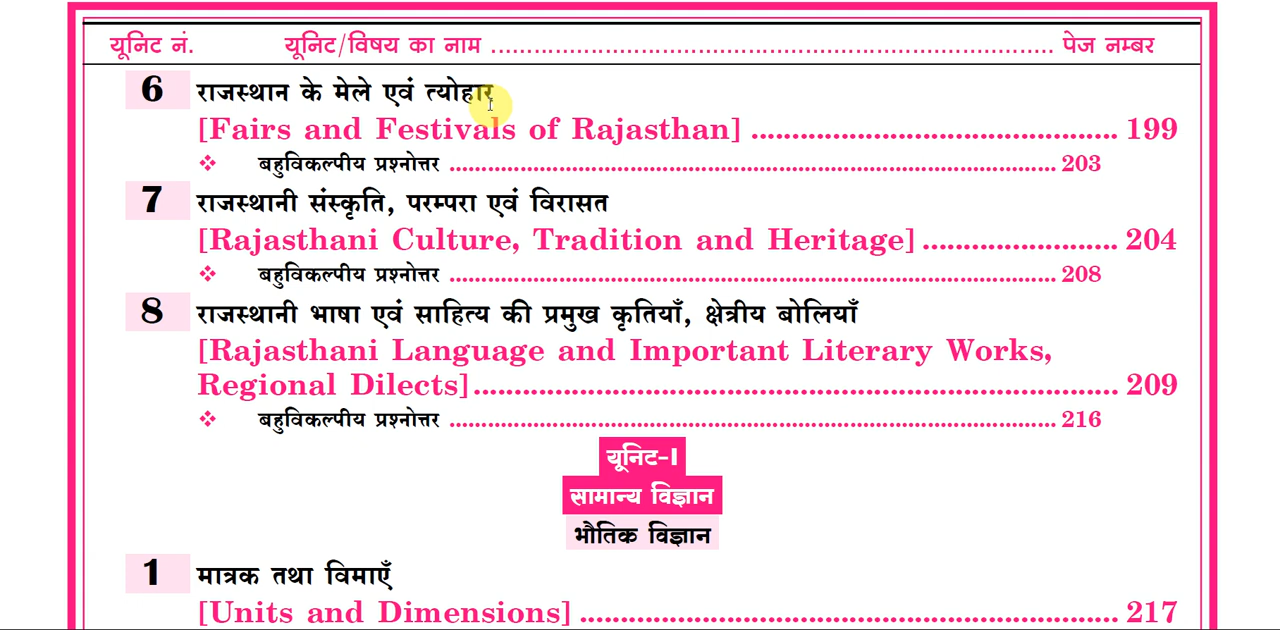 यूनिट नं. यूनिट/विषय का नाम ................................................................................ पेज नम्बर
6 राजस्थान के मेले एवं त्योहार
[Fairs and Festivals of Rajasthan] .......................................... 199
❖ बहुविकल्पीय प्रश्नोत्तर ................................................................................ 203
7 राजस्थानी संस्कृति, परम्परा एवं विरासत
[Rajasthani Culture, Tradition and Heritage] ...................... 204
❖ बहुविकल्पीय प्रश्नोत्तर ................................................................................ 208
8 राजस्थानी भाषा एवं साहित्य की प्रमुख कृतियाँ, क्षेत्रीय बोलियाँ
[Rajasthani Language and Important Literary Works,
Regional Dilects] ........................................................................ 209
❖ बहुविकल्पीय प्रश्नोत्तर ................................................................................ 216
यूनिट-I
सामान्य विज्ञान
भौतिक विज्ञान
1 मात्रक तथा विमाएँ
[Units and Dimensions] ............................................................ 217